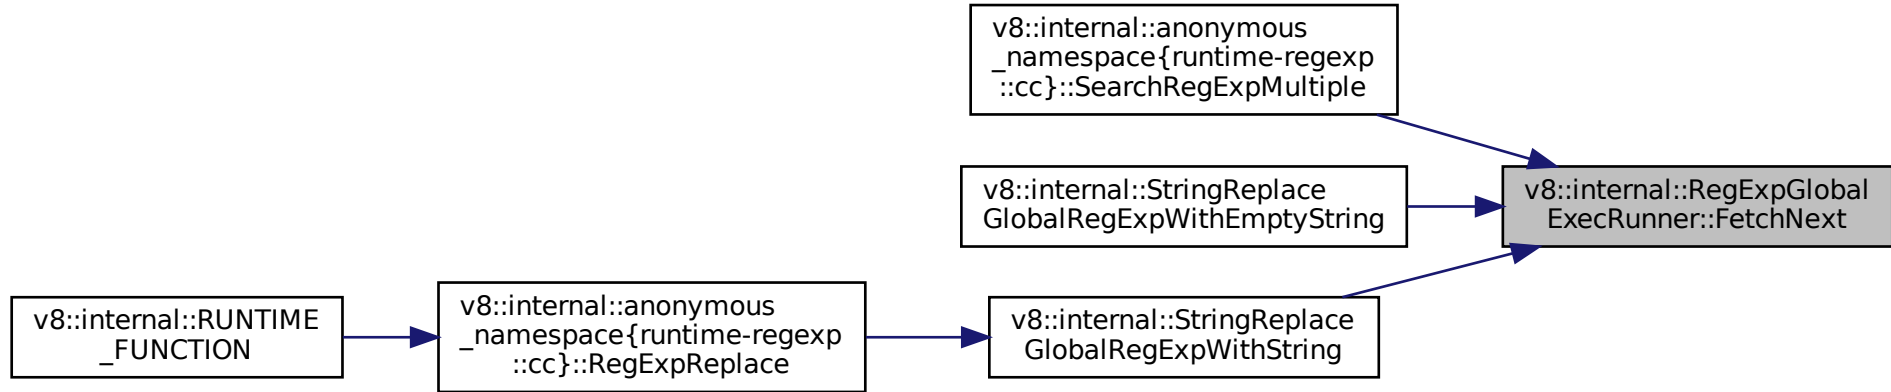 v8::internal::anonymous
_namespace{runtime-regexp
::cc}::SearchRegExpMultiple
v8::internal::StringReplace
GlobalRegExpWithEmptyString
v8::internal::RegExpGlobal
ExecRunner::FetchNext
v8::internal::RUNTIME
_FUNCTION
v8::internal::anonymous
_namespace{runtime-regexp
::cc}::RegExpReplace
v8::internal::StringReplace
GlobalRegExpWithString